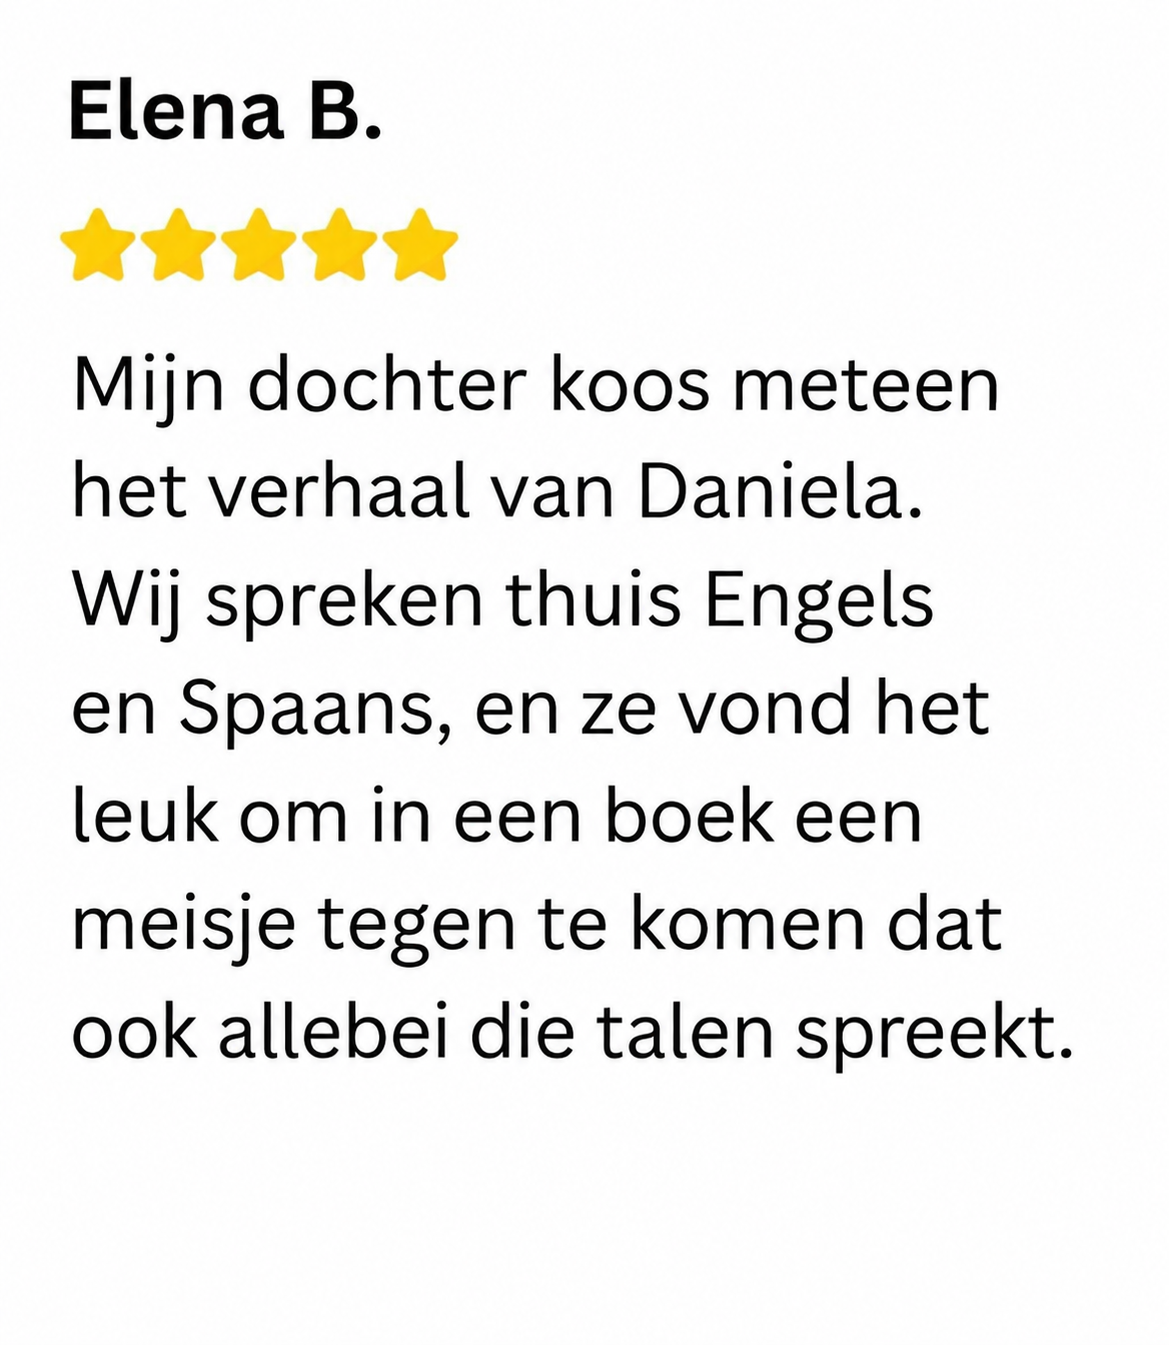 Elena B.
Mijn dochter koos meteen
het verhaal van Daniela.
Wij spreken thuis Engels
en Spaans, en ze vond het
leuk om in een boek een
meisje tegen te komen dat
ook allebei die talen spreekt.